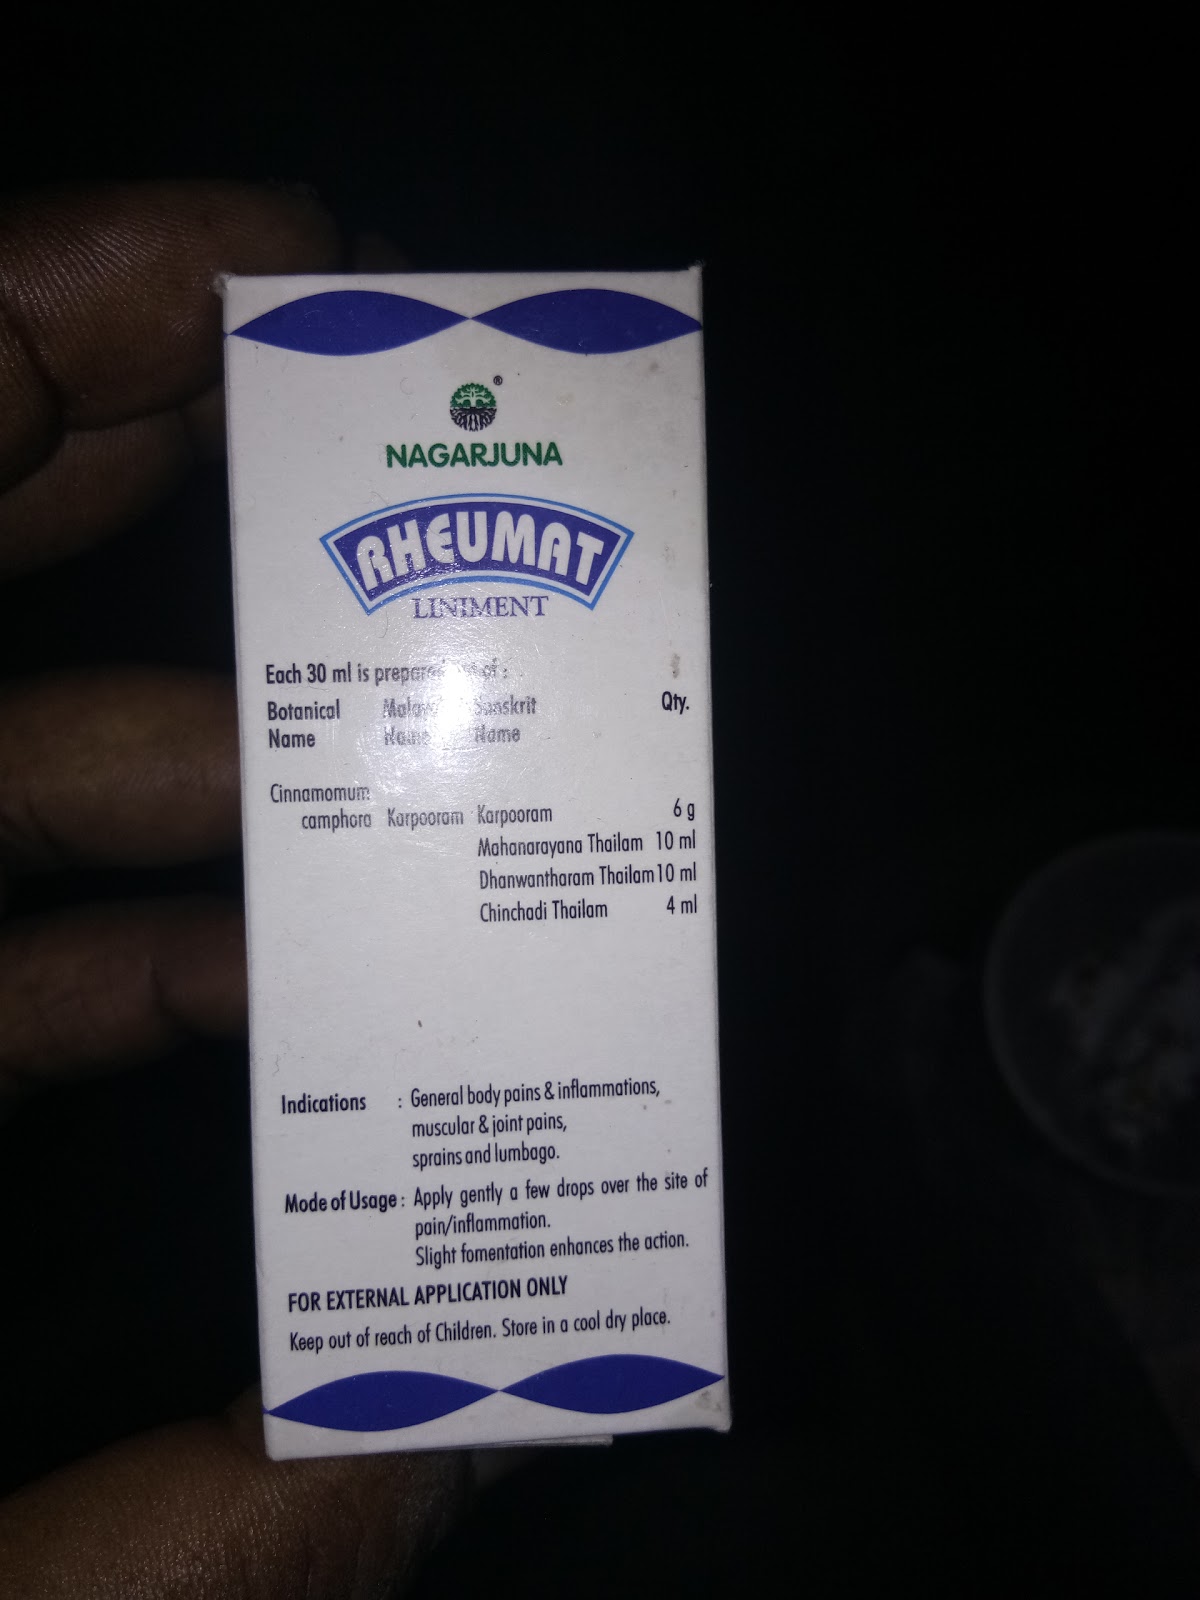 ®
NAGARJUNA
RHEUMAT
LINIMENT
Each 30 ml is of :
Botanical Sanskrit Qty.
Name Name Name
Cinnamomum
camphora Karpooram Karpooram 6 g
Mahanarayana Thailam 10 ml
Dhanwantharam Thailam 10 ml
Chinchadi Thailam 4 ml
Indications : General body pains & inflammations,
muscular & joint pains,
sprains and lumbago.
Mode of Usage : Apply gently a few drops over the site of
pain/inflammation.
Slight fomentation enhances the action.
FOR EXTERNAL APPLICATION ONLY
Keep out of reach of Children. Store in a cool dry place.